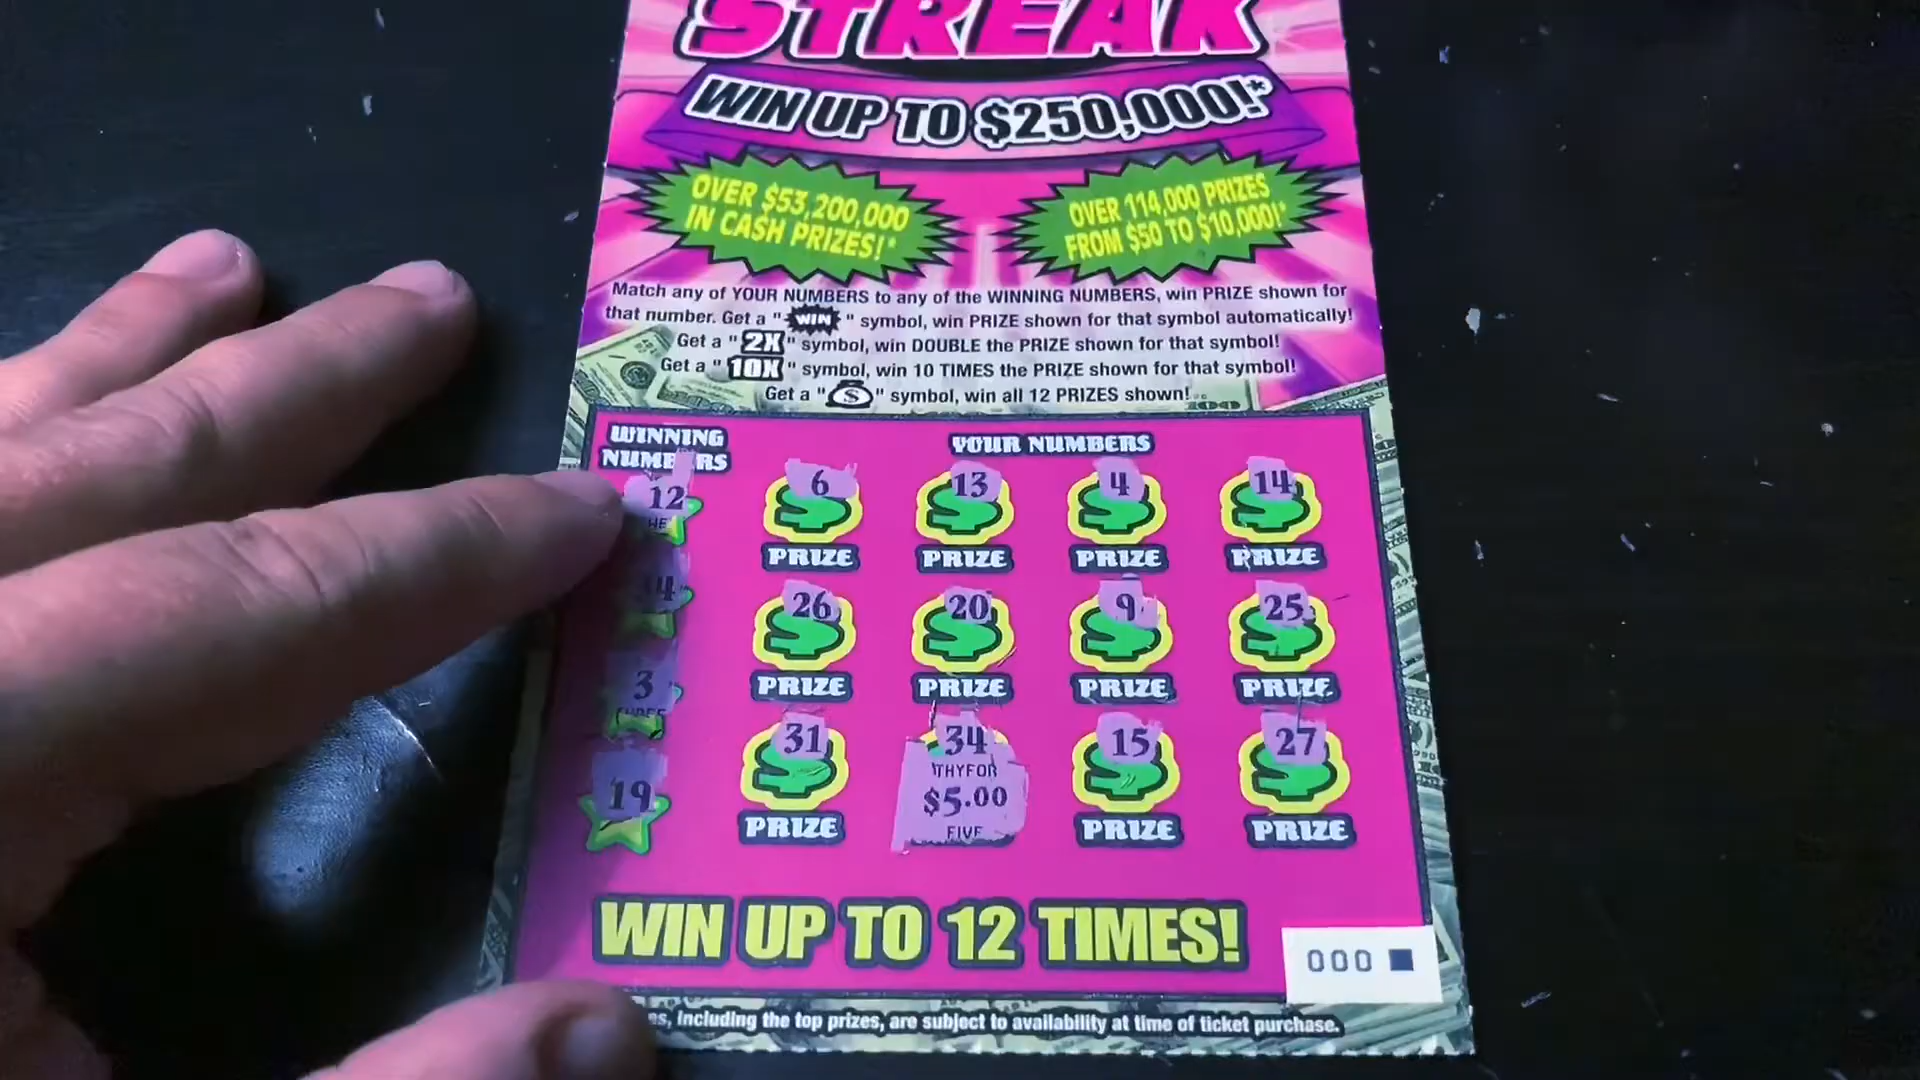 STREAK
WIN UP TO $250,000!*
OVER $53,200,000
IN CASH PRIZES!*
OVER 114,000 PRIZES
FROM $50 TO $10,000!*
Match any of YOUR NUMBERS to any of the WINNING NUMBERS, win PRIZE shown for
that number. Get a "WIN" symbol, win PRIZE shown for that symbol automatically!
Get a "2X" symbol, win DOUBLE the PRIZE shown for that symbol!
Get a "10X" symbol, win 10 TIMES the PRIZE shown for that symbol!
Get a "$" symbol, win all 12 PRIZES shown!
WINNING
NUMBERS
YOUR NUMBERS
12
6 13 4 14
PRIZE PRIZE PRIZE PRIZE
26 20 9 25
PRIZE PRIZE PRIZE PRIZE
3
31 34 15 27
THYFOR
$5.00
FIVE
PRIZE PRIZE PRIZE
19
WIN UP TO 12 TIMES!
000
including the top prizes, are subject to availability at time of ticket purchase.